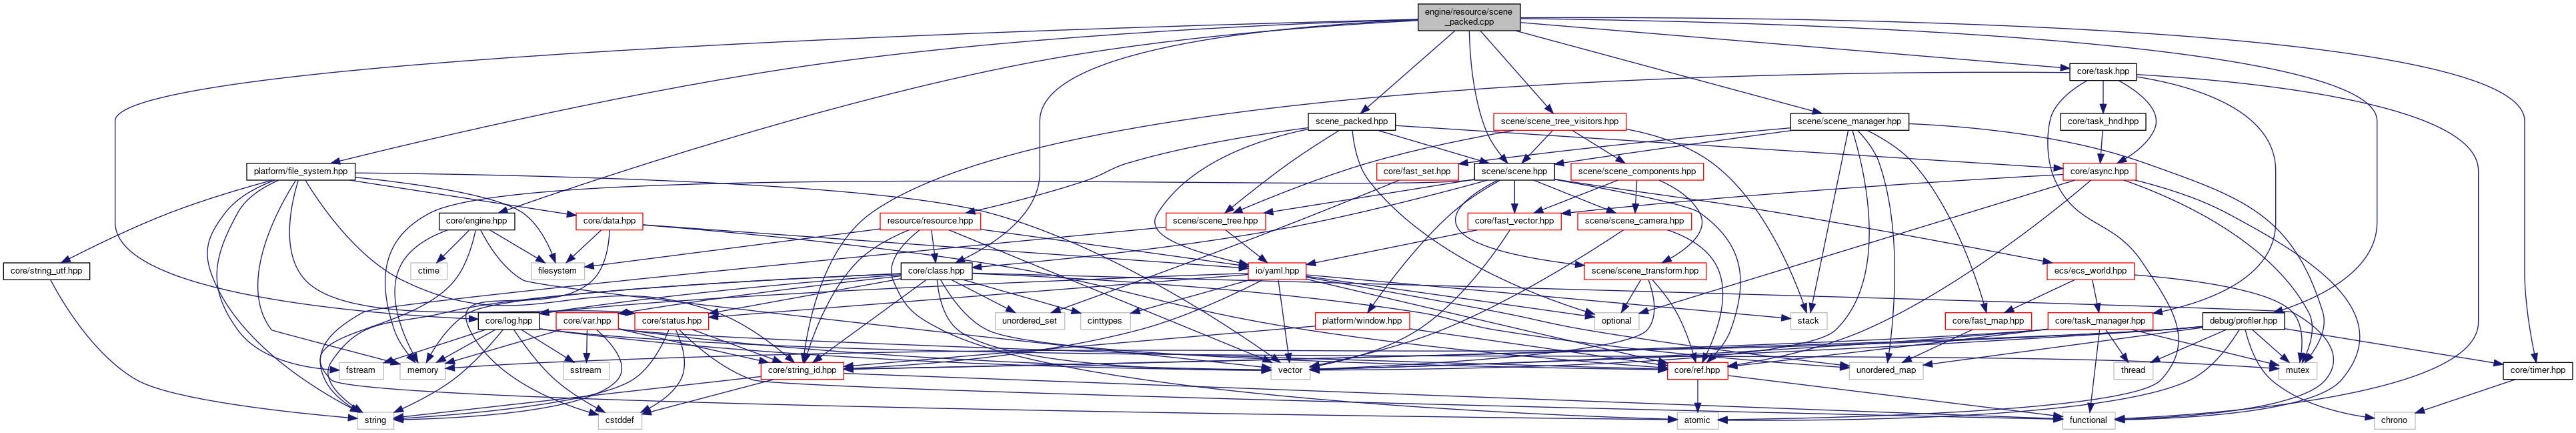 engine/resource/scene
_packed.cpp
core/task.hpp
scene_packed.hpp
scene/scene_tree_visitors.hpp
scene/scene_manager.hpp
core/task_hnd.hpp
platform/file_system.hpp
core/fast_set.hpp
scene/scene.hpp
scene/scene_components.hpp
core/async.hpp
core/engine.hpp
core/data.hpp
resource/resource.hpp
scene/scene_tree.hpp
core/fast_vector.hpp
scene/scene_camera.hpp
core/string_utf.hpp
ctime
filesystem
core/class.hpp
io/yaml.hpp
scene/scene_transform.hpp
ecs/ecs_world.hpp
core/log.hpp
core/var.hpp
core/status.hpp
unordered_set
cinttypes
optional
platform/window.hpp
stack
core/fast_map.hpp
core/task_manager.hpp
debug/profiler.hpp
fstream
memory
sstream
core/string_id.hpp
vector
core/ref.hpp
unordered_map
thread
mutex
core/timer.hpp
string
cstddef
atomic
functional
chrono